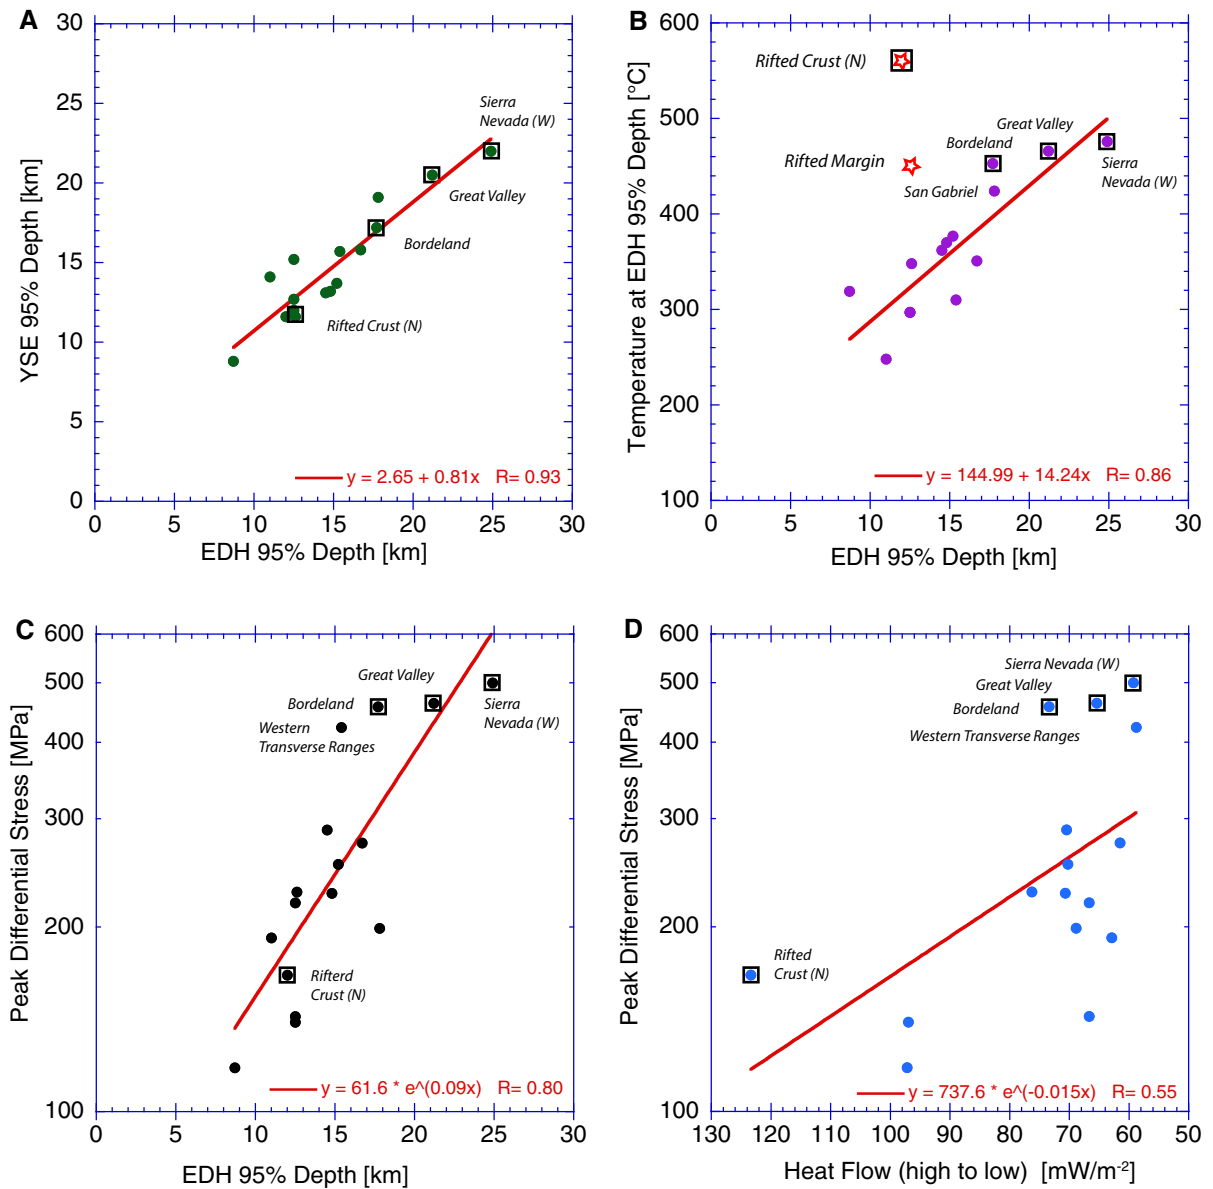 A
30
25
20
15
10
5
0
YSE 95% Depth [km]
Sierra
Nevada (W)
Great Valley
Bordeland
Rifted Crust (N)
y = 2.65 + 0.81x R= 0.93
0 5 10 15 20 25 30
EDH 95% Depth [km]
B
600
500
400
300
200
100
Temperature at EDH 95% Depth [°C]
Rifted Crust (N)
Great Valley
Bordeland
Rifted Margin
San Gabriel
Sierra
Nevada (W)
y = 144.99 + 14.24x R= 0.86
0 5 10 15 20 25 30
EDH 95% Depth [km]
C
600
500
400
300
200
100
Peak Differential Stress [MPa]
Great Valley
Bordeland
Sierra
Nevada (W)
Western
Transverse Ranges
Rifterd
Crust (N)
y = 61.6 * e^(0.09x) R= 0.80
0 5 10 15 20 25 30
EDH 95% Depth [km]
D
600
500
400
300
200
100
Peak Differential Stress [MPa]
Sierra Nevada (W)
Great Valley
Bordeland
Western Transverse Ranges
Rifted
Crust (N)
y = 737.6 * e^(-0.015x) R= 0.55
130 110 100 90 80 70 60 50
Heat Flow (high to low) [mW/m-2]